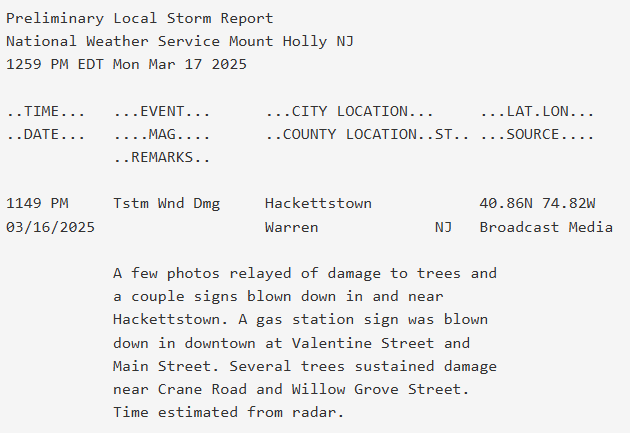 Preliminary Local Storm Report
National Weather Service Mount Holly NJ
1259 PM EDT Mon Mar 17 2025
..TIME... ...EVENT... ...CITY LOCATION... ...LAT.LON...
..DATE... ....MAG.... ..COUNTY LOCATION..ST.. ...SOURCE....
..REMARKS..
1149 PM Tstm Wnd Dmg Hackettstown 40.86N 74.82W
03/16/2025 Warren NJ Broadcast Media
A few photos relayed of damage to trees and
a couple signs blown down in and near
Hackettstown. A gas station sign was blown
down in downtown at Valentine Street and
Main Street. Several trees sustained damage
near Crane Road and Willow Grove Street.
Time estimated from radar.